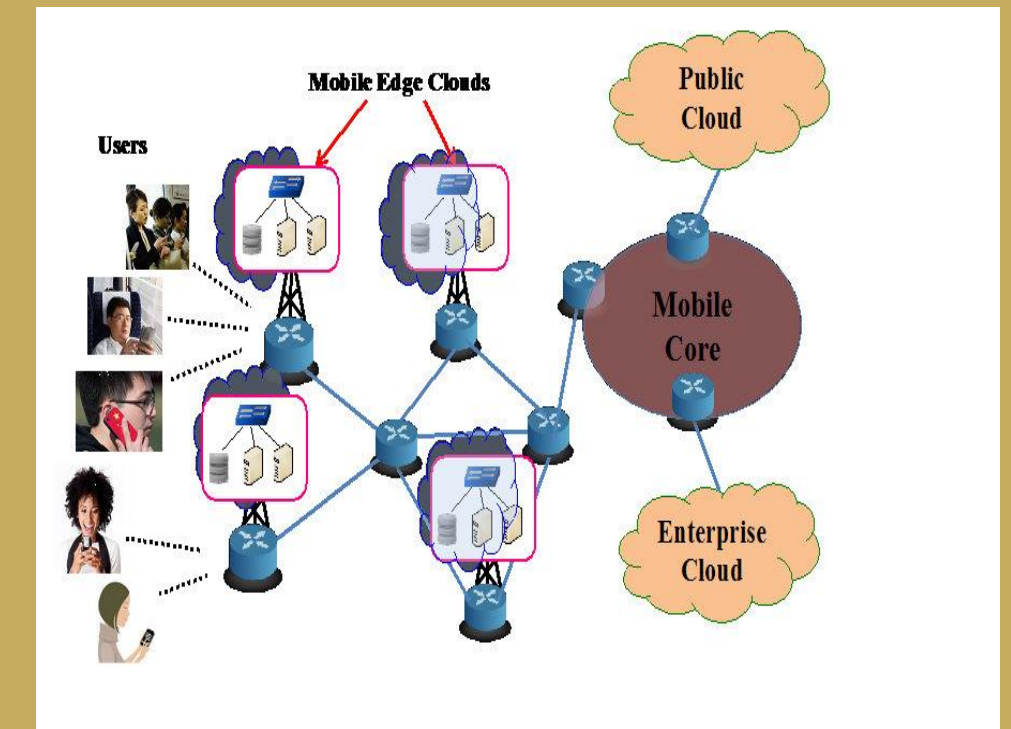 Mobile Edge Clouds
Users
Public
Cloud
Mobile
Core
Enterprise
Cloud